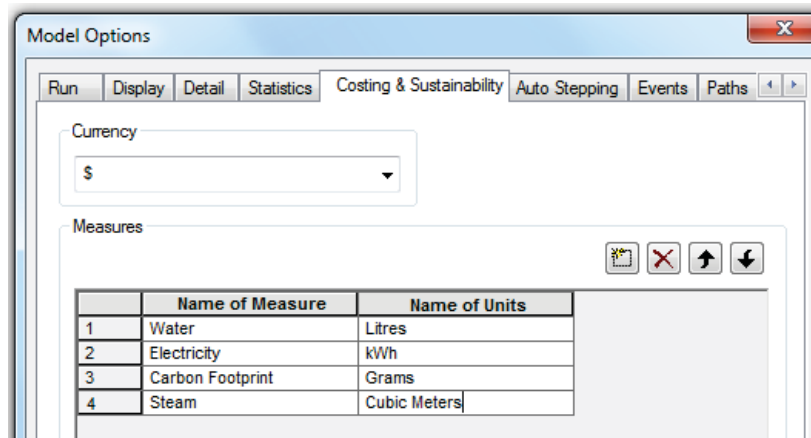 Model Options
Run Display Detail Statistics Costing & Sustainability Auto Stepping Events Paths
Currency
$
Measures
Name of Measure Name of Units
1 Water Litres
2 Electricity kWh
3 Carbon Footprint Grams
4 Steam Cubic Meters